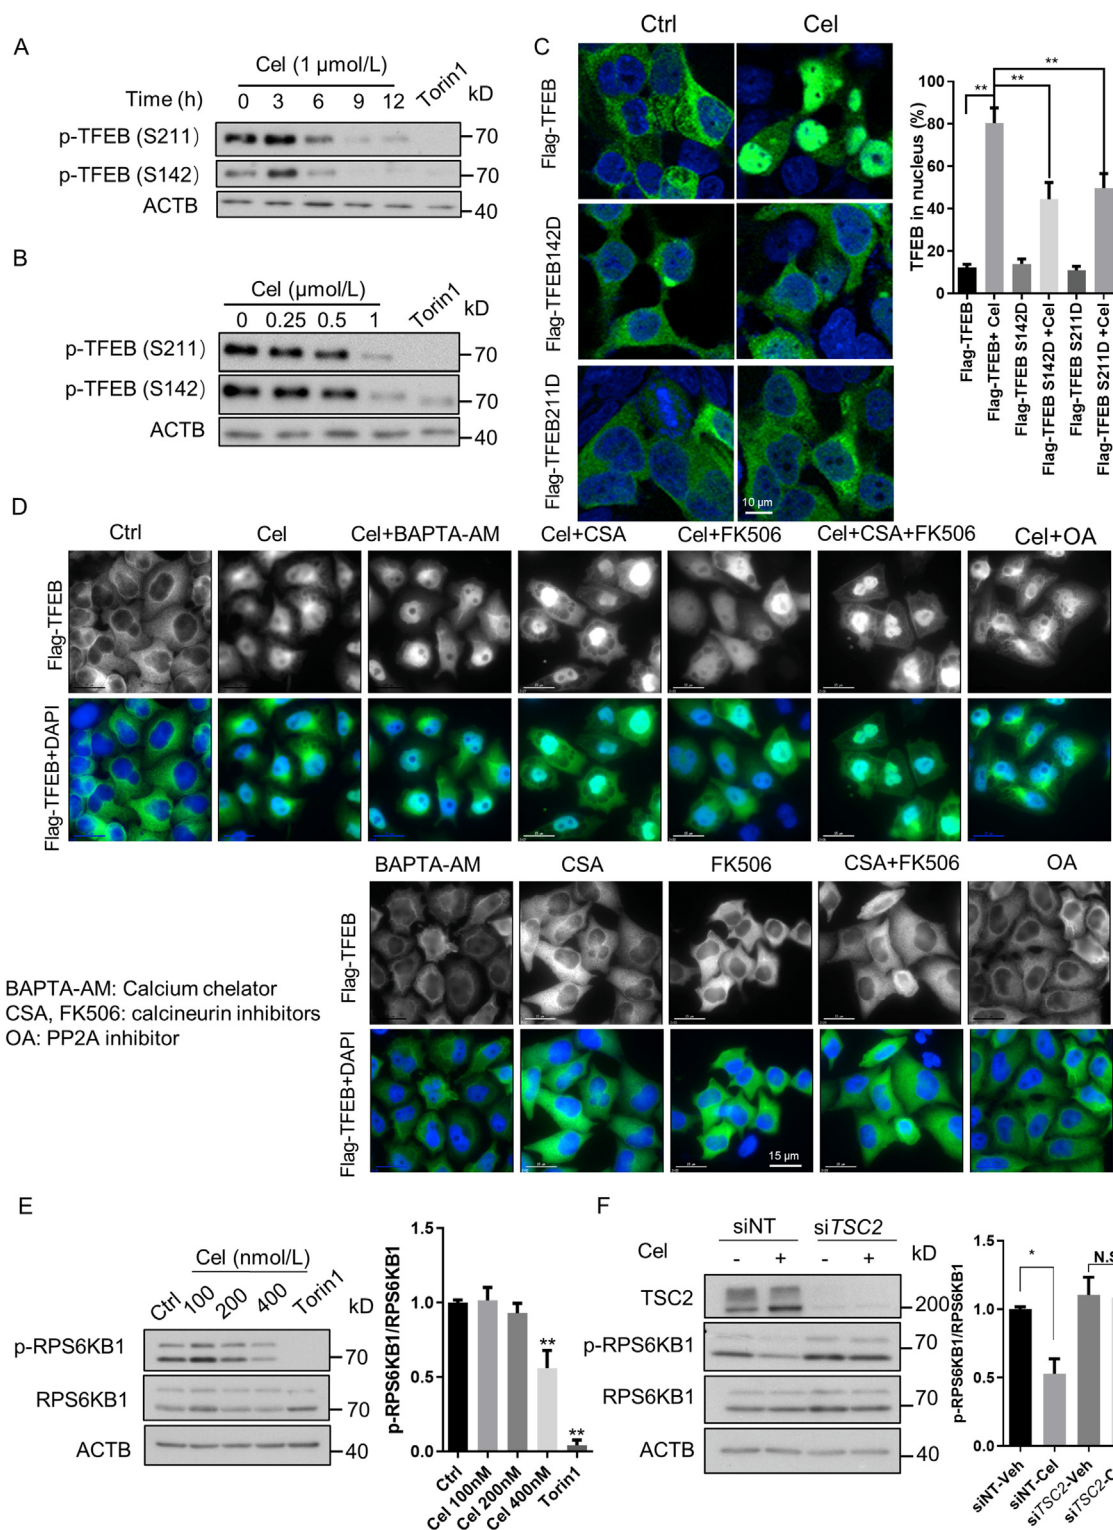 A
Cel (1 μmol/L)
Time (h) 0 3 6 9 12 Torin1 kD
p-TFEB (S211) 70
p-TFEB (S142) 70
ACTB 40
B
Cel (μmol/L)
0 0.25 0.5 1 Torin1 kD
p-TFEB (S211) 70
p-TFEB (S142) 70
ACTB 40
C
Ctrl Cel
Flag-TFEB
Flag-TFEB142D
Flag-TFEB211D
10 μm
TFEB in nucleus (%)
100
80
60
40
20
0
** ** **
Flag-TFEB
Flag-TFEB+ Cel
Flag-TFEB S142D
Flag-TFEB S142D +Cel
Flag-TFEB S211D
Flag-TFEB S211D +Cel
D
Ctrl Cel Cel+BAPTA-AM Cel+CSA Cel+FK506 Cel+CSA+FK506 Cel+OA
Flag-TFEB
Flag-TFEB+DAPI
BAPTA-AM CSA FK506 CSA+FK506 OA
Flag-TFEB
Flag-TFEB+DAPI
15 μm
BAPTA-AM: Calcium chelator
CSA, FK506: calcineurin inhibitors
OA: PP2A inhibitor
E
Cel (nmol/L)
Ctrl 100 200 400 Torin1 kD
p-RPS6KB1 70
RPS6KB1 70
ACTB 40
p-RPS6KB1/RPS6KB1
1.5
1.0
0.5
0.0
** **
Ctrl
Cel 100nM
Cel 200nM
Cel 400nM
Torin1
F
siNT siTSC2
Cel - + - + kD
TSC2 200
p-RPS6KB1 70
RPS6KB1 70
ACTB 40
p-RPS6KB1/RPS6KB1
1.5
1.0
0.5
0.0
* N.S
siNT-Veh
siNT-Cel
siTSC2-Veh
siTSC2-C